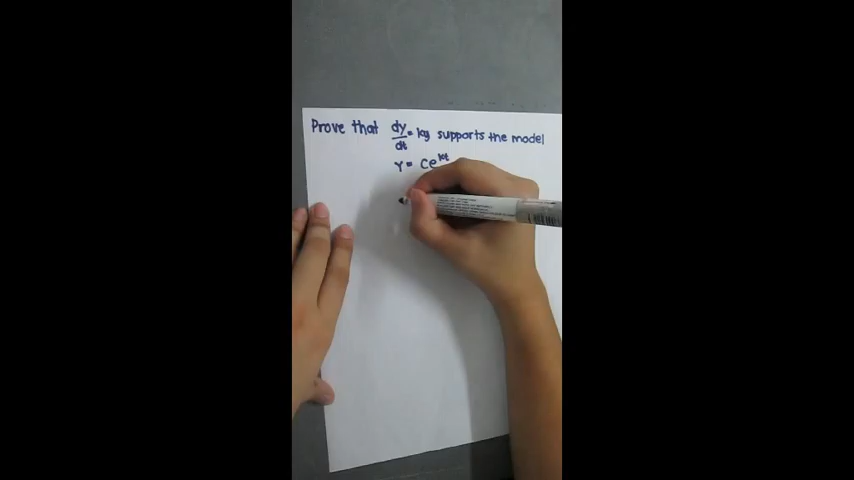 Prove that dy/dt = ky supports the model
y = Ce^kt